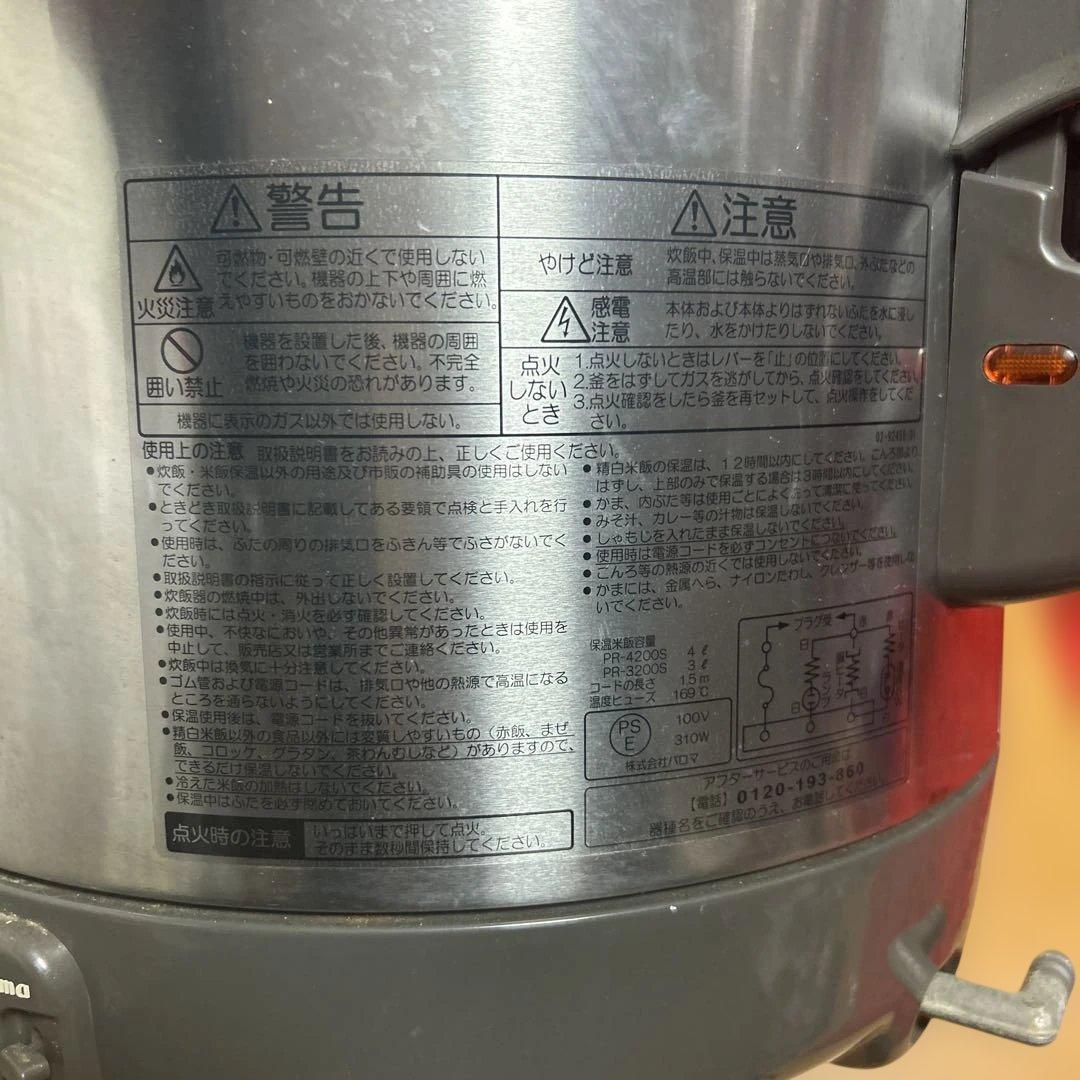 警告
可燃物・可燃壁の近くで使用しない
でください。機器の上下や周囲に燃
えやすいものをおかないでください。
火災注意
機器を設置した後、機器の周囲
を囲わないでください。不完全
燃焼や火災の恐れがあります。
囲い禁止
機器に表示のガス以外では使用しない。
注意
やけど注意
炊飯中、保温中は蒸気口や排気口、外ぶたなどの
高温部には触らないでください。
感電
注意
本体および本体よりはずれないふたを水に浸し
たり、水をかけたりしないでください。
点火
しない
とき
1.点火しないときはレバーを「止」の位置にしてください。
2.釜をはずしてガスを逃がしてから、点火確認をしてください。
3.点火確認をしたら釜を再セットして、点火操作をしてくだ
さい。
使用上の注意 取扱説明書をお読みの上、正しくご使用ください。
●炊飯・米飯保温以外の用途及び市販の補助具の使用はしない
でください。
●ときどき取扱説明書に記載してある要領で点検と手入れを行
ってください。
●使用時は、ふたの周りの排気口をふきん等でふさがないでく
ださい。
●取扱説明書の指示に従って正しく設置してください。
●炊飯器の燃焼中は、外出しないでください。
●炊飯時には点火・消火を必ず確認してください。
●使用中、不快なにおいや、その他異常があったときは使用を
中止して、販売店又は営業所までご連絡ください。
●炊飯中は換気に十分注意してください。
●ゴム管および電源コードは、排気口や他の熱源で高温になる
ところを通らないようにしてください。
●保温使用後は、電源コードを抜いてください。
●精白米飯以外の食品以外には変質しやすいもの（赤飯、まぜ
飯、コロッケ、グラタン、茶わんむしなど）がありますので、
できるだけ保温しないでください。
●冷えた米飯の加熱はしないでください。
●保温中はふたを必ず閉めておいてください。
点火時の注意
いっぱいまで押して点火。
そのまま数秒間保持してください。
●精白米飯の保温は、12時間以内にしてください。こんろ部より
はずし、上部のみで保温する場合は3時間以内にしてください。
●かま、内ぶた等は使用ごとによく洗って清潔に使ってください。
●みそ汁、カレー等の汁物は保温しないでください。
●しゃもじを入れたまま保温しないでください。
●使用時は電源コードを必ずコンセントにつないでください。
●こんろ等の熱源の近くでは使用しないでください。
●かまには、金属へら、ナイロンたわし、クレンザー等を使用しな
いでください。
保温米飯容量
PR-4200S 4ℓ
PR-3200S 3ℓ
コードの長さ 1.5m
温度ヒューズ 169℃
PS
E
100V
310W
株式会社パロマ
プラグ受
赤
白
ランプ
白
アフターサービスのご用命は
【電話】0120-193-860
器種名をご確認のうえ、お電話してください。